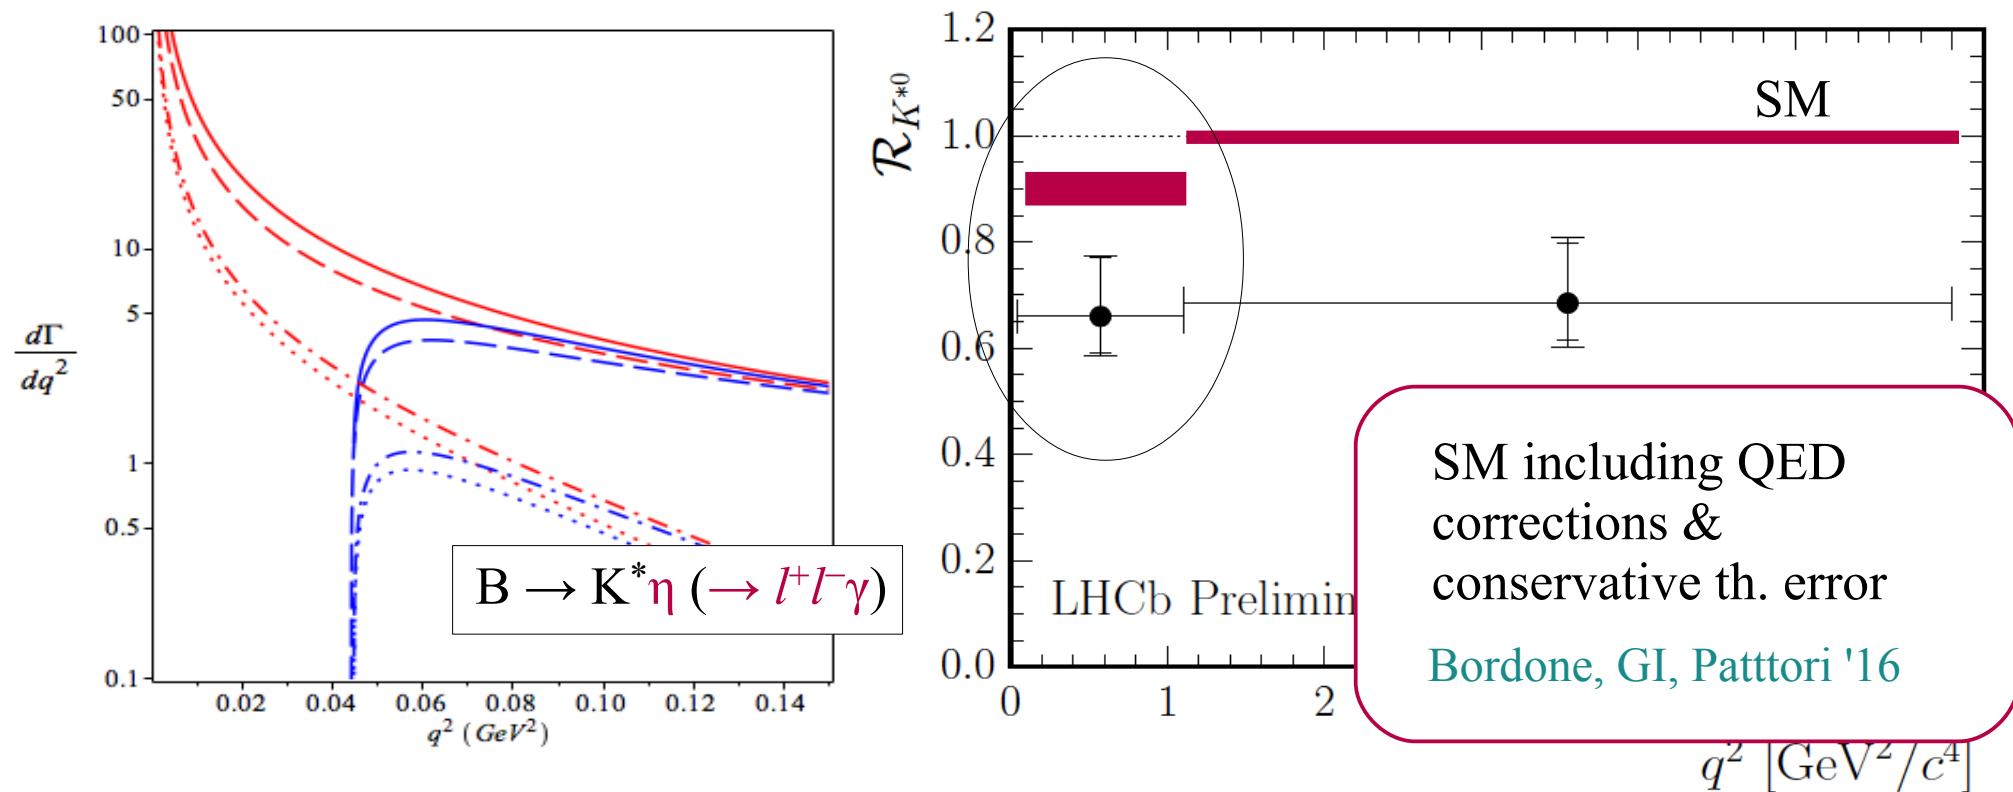 100
50
10
5
1
0.5
0.1
dΓ
dq²
0.02 0.04 0.06 0.08 0.10 0.12 0.14
q² (GeV²)
B → K*η (→ l⁺l⁻γ)
1.2
1.0
0.8
0.6
0.4
0.2
0.0
R_K*0
SM
LHCb Prelimin
0 1 2
q² [GeV²/c⁴]
SM including QED
corrections &
conservative th. error
Bordone, GI, Patttori '16